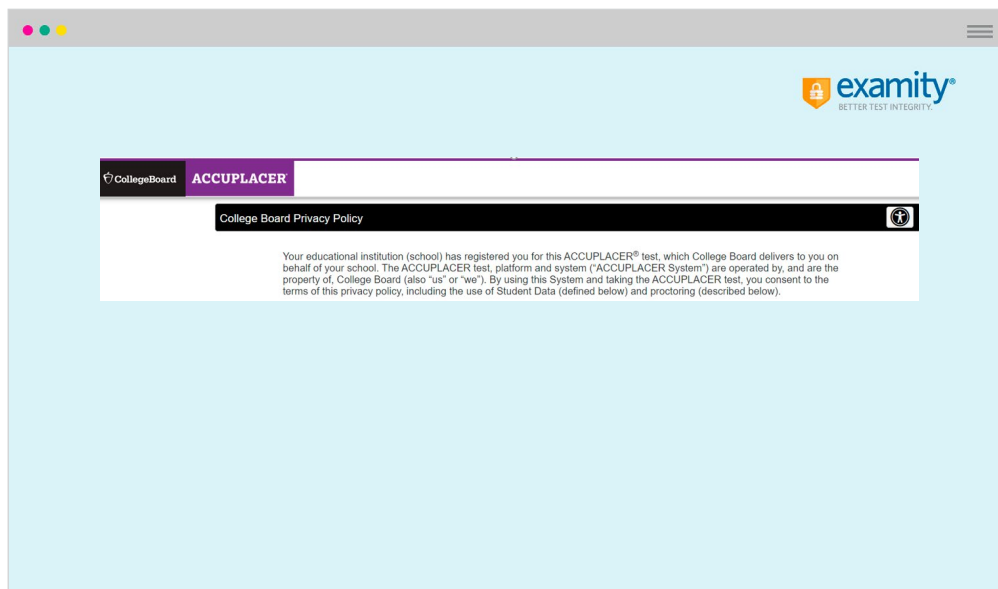 examity®
BETTER TEST INTEGRITY.
CollegeBoard ACCUPLACER
College Board Privacy Policy
Your educational institution (school) has registered you for this ACCUPLACER® test, which College Board delivers to you on
behalf of your school. The ACCUPLACER test, platform and system (“ACCUPLACER System”) are operated by, and are the
property of, College Board (also “us” or “we”). By using this System and taking the ACCUPLACER test, you consent to the
terms of this privacy policy, including the use of Student Data (defined below) and proctoring (described below).